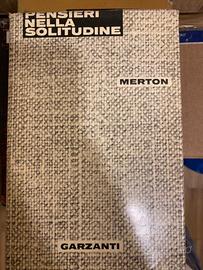 PENSIERI
NELLA
SOLITUDINE
MERTON
GARZANTI